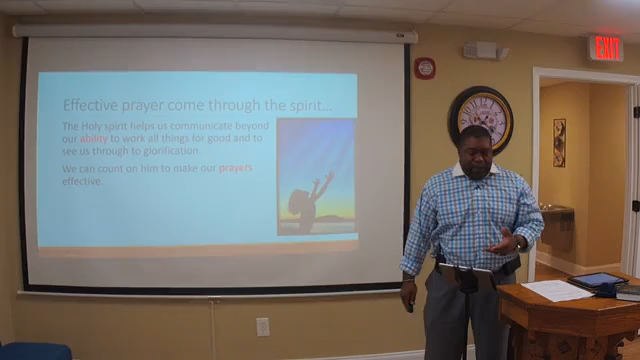 Effective prayer come through the spirit...
The Holy spirit helps us communicate beyond
our ability to work all things for good and to
see us through to glorification.
We can count on him to make our prayers
effective.
EXIT